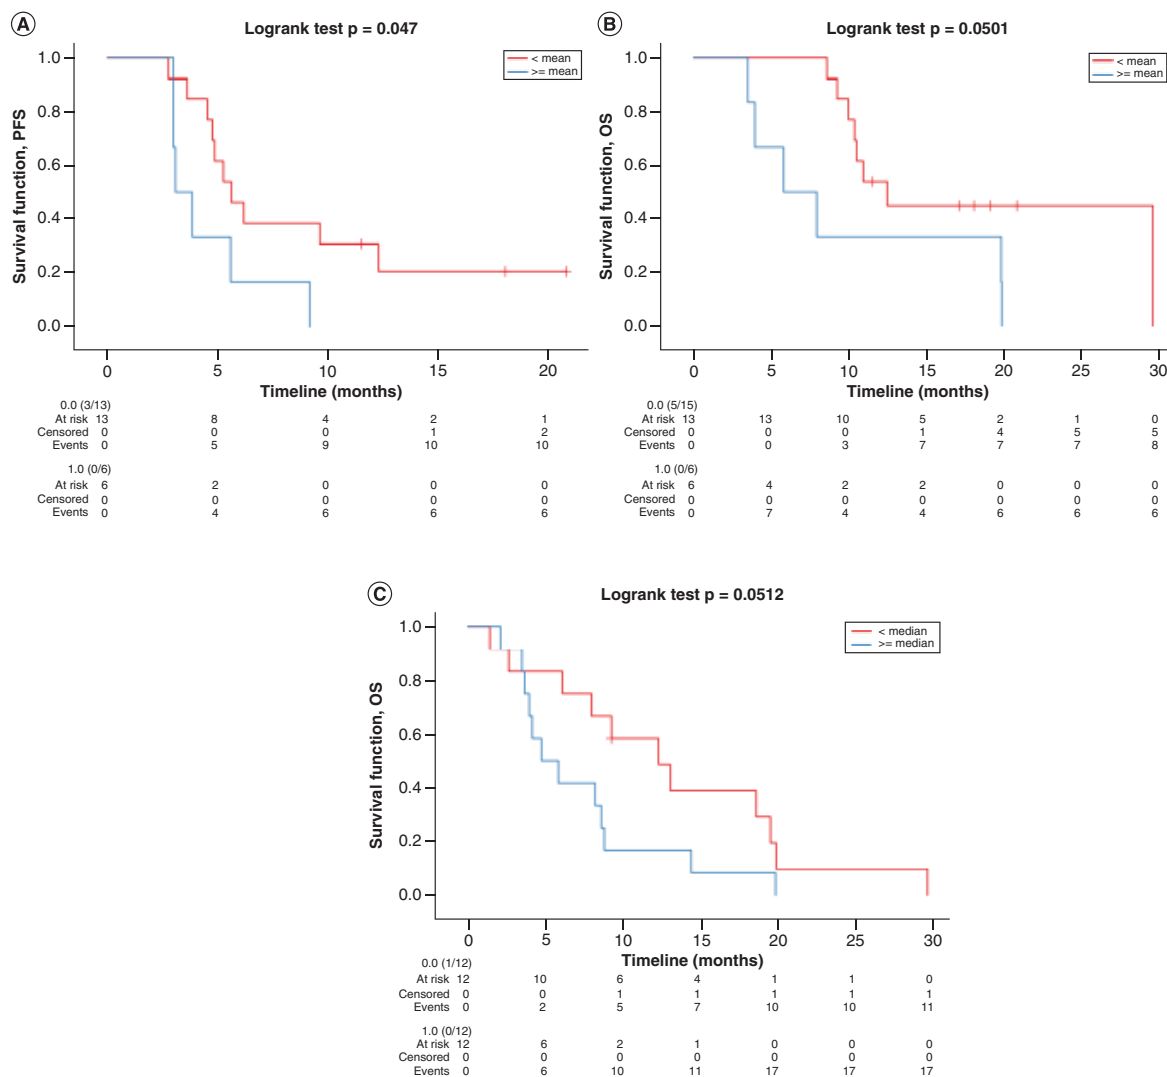 A
Logrank test p = 0.047
< mean
>= mean
Survival function, PFS
1.0
0.8
0.6
0.4
0.2
0.0
0 5 10 15 20
Timeline (months)
0.0 (3/13)
At risk 13 8 4 2 1
Censored 0 0 0 1 2
Events 0 5 9 10 10
1.0 (0/6)
At risk 6 2 0 0 0
Censored 0 0 0 0 0
Events 0 4 6 6 6
B
Logrank test p = 0.0501
< mean
>= mean
Survival function, OS
1.0
0.8
0.6
0.4
0.2
0.0
0 5 10 15 20 25 30
Timeline (months)
0.0 (5/15)
At risk 13 13 10 5 2 1 0
Censored 0 0 0 1 4 5 5
Events 0 0 3 7 7 7 8
1.0 (0/6)
At risk 6 4 2 2 0 0 0
Censored 0 0 0 0 0 0 0
Events 0 7 4 4 6 6 6
C
Logrank test p = 0.0512
< median
>= median
Survival function, OS
1.0
0.8
0.6
0.4
0.2
0.0
0 5 10 15 20 25 30
Timeline (months)
0.0 (1/12)
At risk 12 10 6 4 1 1 0
Censored 0 0 1 1 1 1 1
Events 0 2 5 7 10 10 11
1.0 (0/12)
At risk 12 6 2 1 0 0 0
Censored 0 0 0 0 0 0 0
Events 0 6 10 11 17 17 17